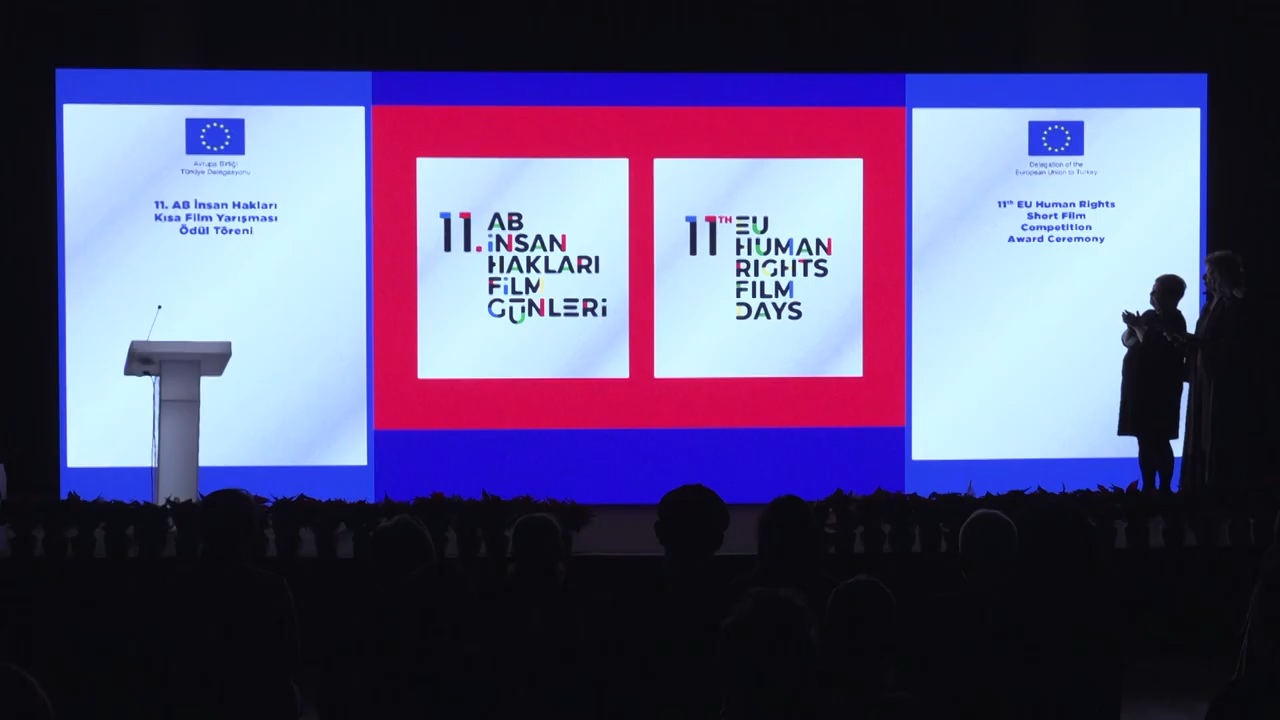 Avrupa Birliği
Türkiye Delegasyonu
11. AB İnsan Hakları
Kısa Film Yarışması
Ödül Töreni
11.
AB
İNSAN
HAKLARI
FİLM
GÜNLERİ
11TH
EU
HUMAN
RIGHTS
FILM
DAYS
Delegation of the
European Union to Turkey
11th EU Human Rights
Short Film
Competition
Award Ceremony